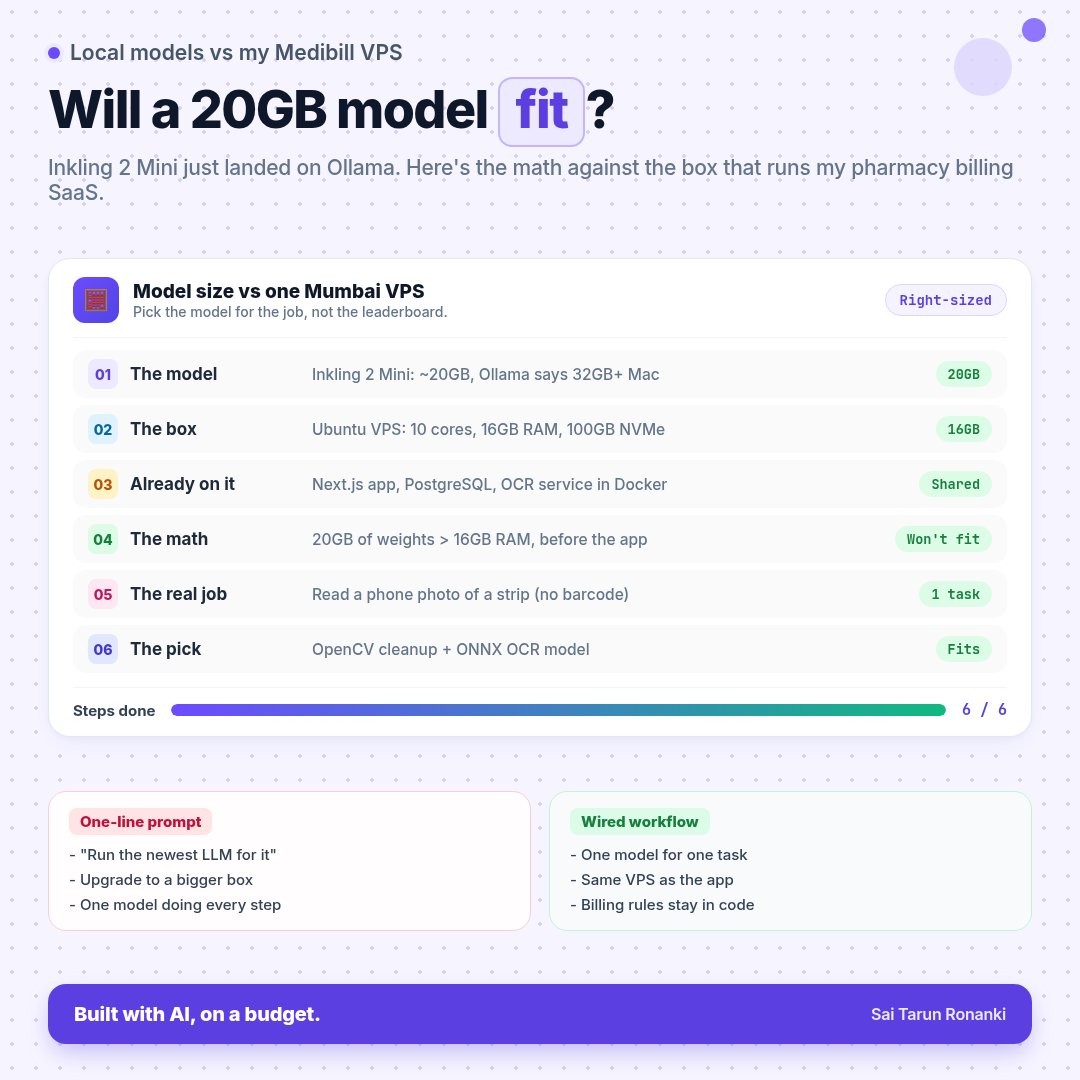 Local models vs my Medibill VPS
Will a 20GB model fit ?
Inkling 2 Mini just landed on Ollama. Here's the math against the box that runs my pharmacy billing
SaaS.
Model size vs one Mumbai VPS
Pick the model for the job, not the leaderboard.
Right-sized
01 The model Inkling 2 Mini: ~20GB, Ollama says 32GB+ Mac 20GB
02 The box Ubuntu VPS: 10 cores, 16GB RAM, 100GB NVMe 16GB
03 Already on it Next.js app, PostgreSQL, OCR service in Docker Shared
04 The math 20GB of weights > 16GB RAM, before the app Won't fit
05 The real job Read a phone photo of a strip (no barcode) 1 task
06 The pick OpenCV cleanup + ONNX OCR model Fits
Steps done 6 / 6
One-line prompt
- "Run the newest LLM for it"
- Upgrade to a bigger box
- One model doing every step
Wired workflow
- One model for one task
- Same VPS as the app
- Billing rules stay in code
Built with AI, on a budget.
Sai Tarun Ronanki